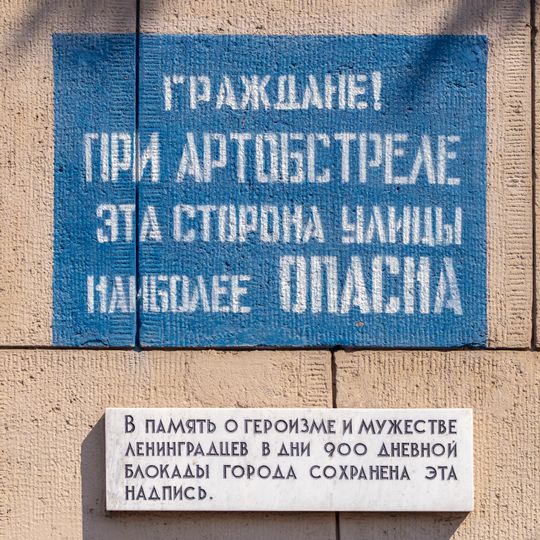 ГРАЖДАНЕ!
ПРИ АРТОБСТРЕЛЕ
ЭТА СТОРОНА УЛИЦЫ
НАИБОЛЕЕ ОПАСНА
В ПАМЯТЬ О ГЕРОИЗМЕ И МУЖЕСТВЕ
ЛЕНИНГРАДЦЕВ В ДНИ 900 ДНЕВНОЙ
БЛОКАДЫ ГОРОДА СОХРАНЕНА ЭТА
НАДПИСЬ.